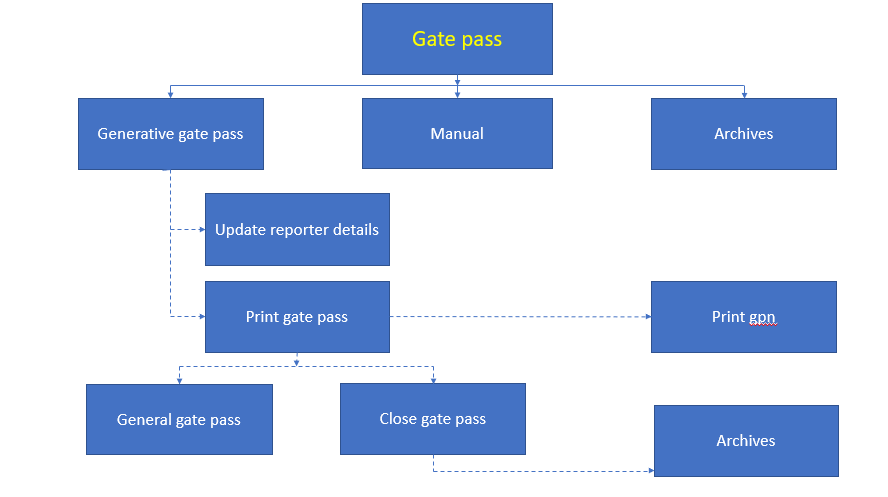 Gate pass
Generative gate pass
Manual
Archives
Update reporter details
Print gate pass
Print gpn
General gate pass
Close gate pass
Archives